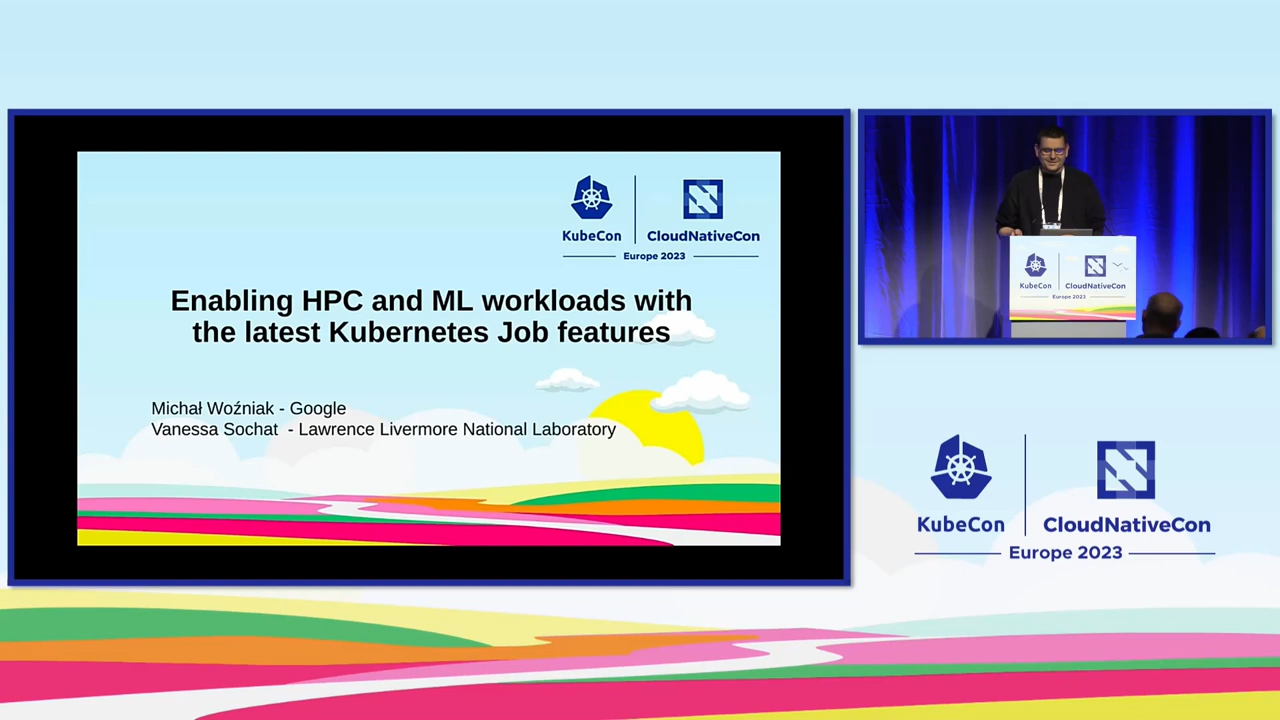 KubeCon
CloudNativeCon
Europe 2023
Enabling HPC and ML workloads with
the latest Kubernetes Job features
Michał Woźniak - Google
Vanessa Sochat - Lawrence Livermore National Laboratory
KubeCon
CloudNativeCon
Europe 2023
KubeCon
CloudNativeCon
Europe 2023